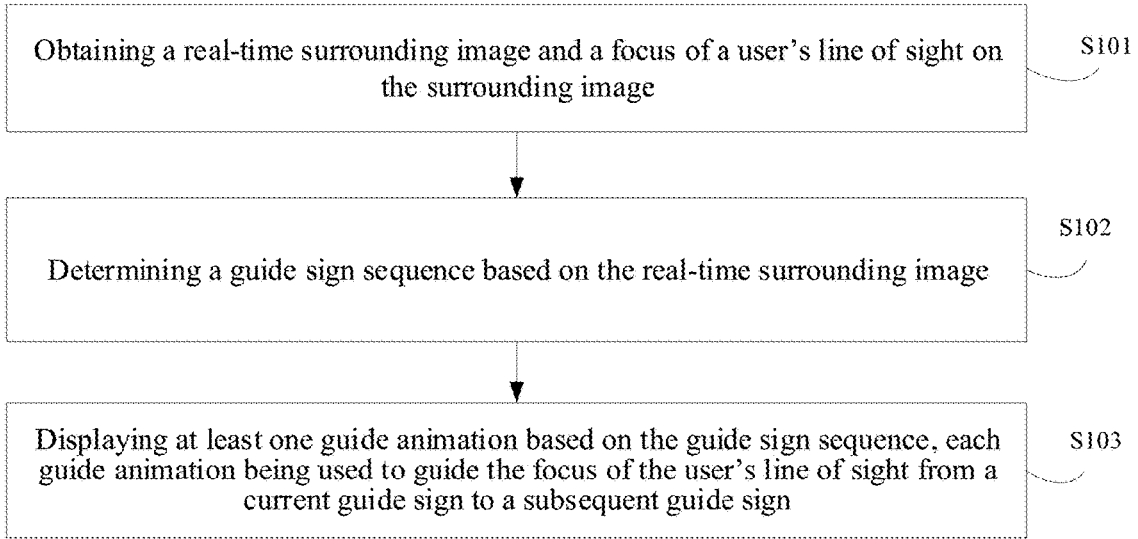 Obtaining a real-time surrounding image and a focus of a user's line of sight on
the surrounding image
S101
Determining a guide sign sequence based on the real-time surrounding image
S102
Displaying at least one guide animation based on the guide sign sequence, each
guide animation being used to guide the focus of the user's line of sight from a
current guide sign to a subsequent guide sign
S103